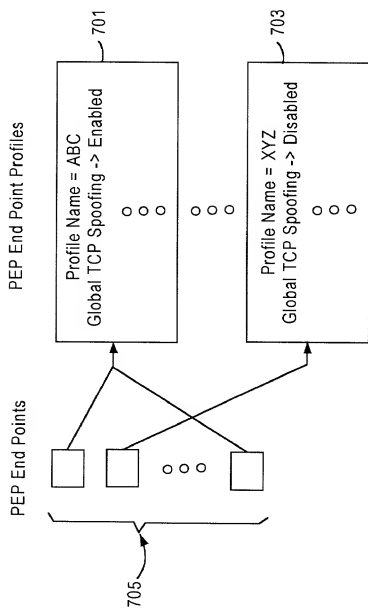 PEP End Points
PEP End Point Profiles
705
701
Profile Name = ABC
Global TCP Spoofing -> Enabled
703
Profile Name = XYZ
Global TCP Spoofing -> Disabled